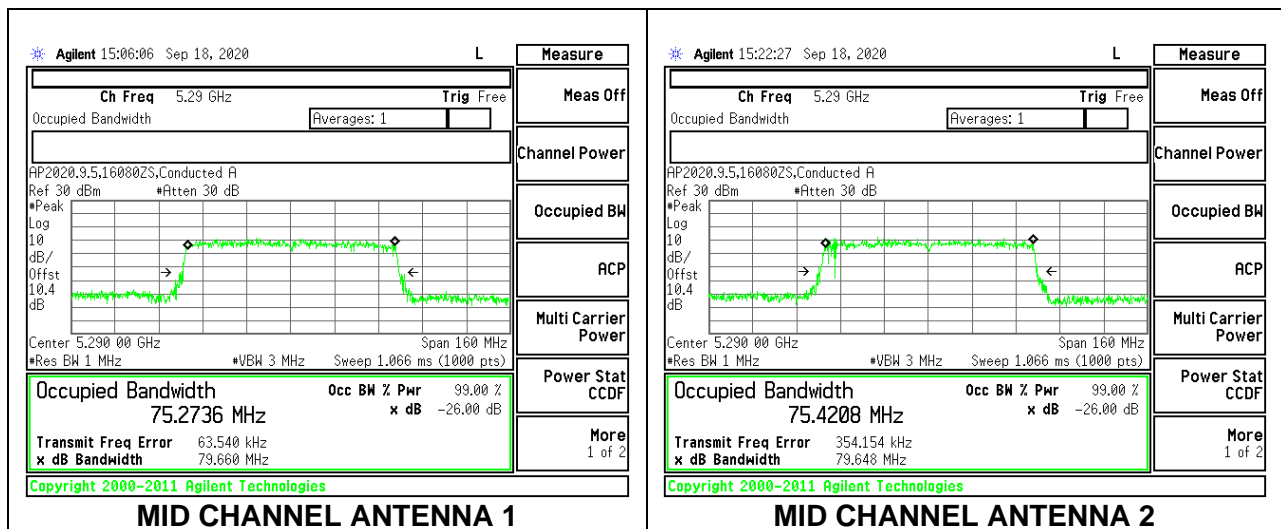 Agilent 15:06:06 Sep 18, 2020 L
Measure
Ch Freq 5.29 GHz Trig Free
Meas Off
Occupied Bandwidth Averages: 1
Channel Power
AP2020.9.5,16080ZS,Conducted A
Ref 30 dBm #Atten 30 dB
#Peak
Log
10
dB/
Offst
10.4
dB
Occupied BW
ACP
Multi Carrier
Power
Center 5.290 00 GHz Span 160 MHz
#Res BW 1 MHz #VBW 3 MHz Sweep 1.066 ms (1000 pts)
Power Stat
CCDF
Occupied Bandwidth Occ BW % Pwr 99.00 %
75.2736 MHz x dB -26.00 dB
Transmit Freq Error 63.540 kHz
x dB Bandwidth 79.660 MHz
More
1 of 2
Copyright 2000-2011 Agilent Technologies
MID CHANNEL ANTENNA 1
Agilent 15:22:27 Sep 18, 2020 L
Measure
Ch Freq 5.29 GHz Trig Free
Meas Off
Occupied Bandwidth Averages: 1
Channel Power
AP2020.9.5,16080ZS,Conducted A
Ref 30 dBm #Atten 30 dB
#Peak
Log
10
dB/
Offst
10.4
dB
Occupied BW
ACP
Multi Carrier
Power
Center 5.290 00 GHz Span 160 MHz
#Res BW 1 MHz #VBW 3 MHz Sweep 1.066 ms (1000 pts)
Power Stat
CCDF
Occupied Bandwidth Occ BW % Pwr 99.00 %
75.4208 MHz x dB -26.00 dB
Transmit Freq Error 354.154 kHz
x dB Bandwidth 79.648 MHz
More
1 of 2
Copyright 2000-2011 Agilent Technologies
MID CHANNEL ANTENNA 2